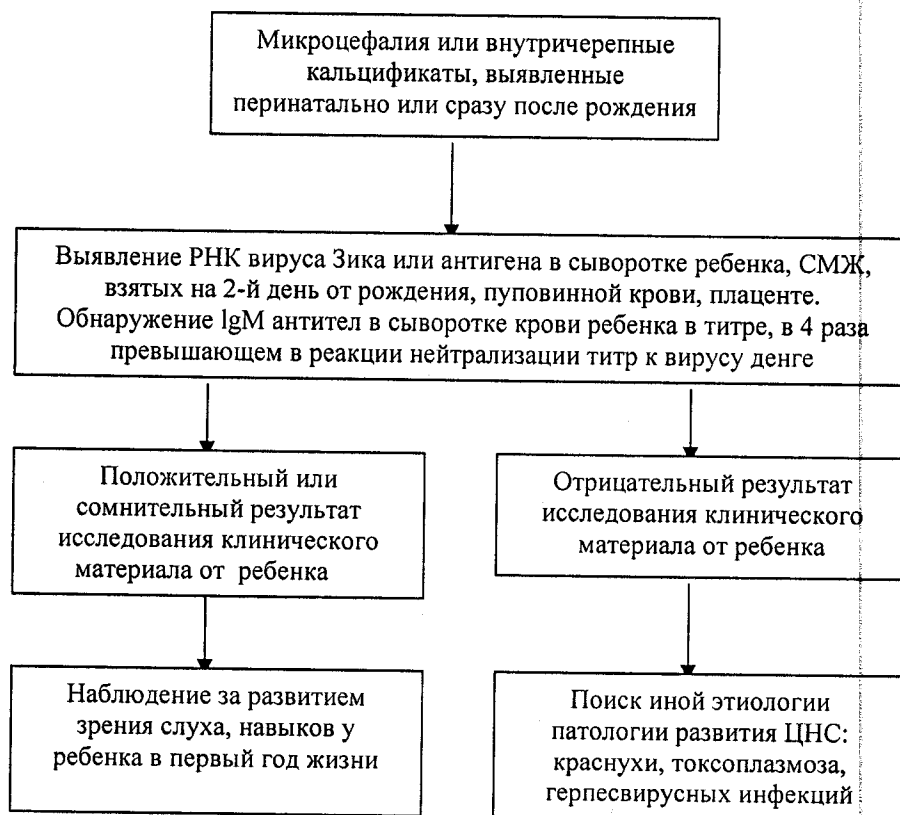 Микроцефалия или внутричерепные
кальцификаты, выявленные
перинатально или сразу после рождения
Выявление РНК вируса Зика или антигена в сыворотке ребенка, СМЖ,
взятых на 2-й день от рождения, пуповинной крови, плаценте.
Обнаружение IgM антител в сыворотке крови ребенка в титре, в 4 раза
превышающем в реакции нейтрализации титр к вирусу денге
Положительный или
сомнительный результат
исследования клинического
материала от ребенка
Отрицательный результат
исследования клинического
материала от ребенка
Наблюдение за развитием
зрения слуха, навыков у
ребенка в первый год жизни
Поиск иной этиологии
патологии развития ЦНС:
краснухи, токсоплазмоза,
герпесвирусных инфекций